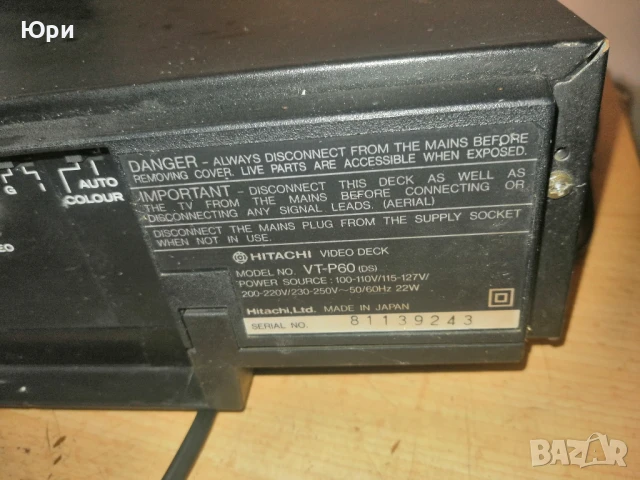 Юри
DANGER - ALWAYS DISCONNECT FROM THE MAINS BEFORE
REMOVING COVER. LIVE PARTS ARE ACCESSIBLE WHEN EXPOSED.
IMPORTANT - DISCONNECT THIS DECK AS WELL AS
THE TV FROM THE MAINS BEFORE CONNECTING OR
DISCONNECTING ANY SIGNAL LEADS. (AERIAL)
DISCONNECT THE MAINS PLUG FROM THE SUPPLY SOCKET
WHEN NOT IN USE.
HITACHI VIDEO DECK
MODEL NO. VT-P60 (DS)
POWER SOURCE : 100-110V/115-127V/
200-220V/230-250V~50/60Hz 22W
Hitachi, Ltd. MADE IN JAPAN
SERIAL NO. 81139243
G
AUTO
COLOUR
EO
BAZAR